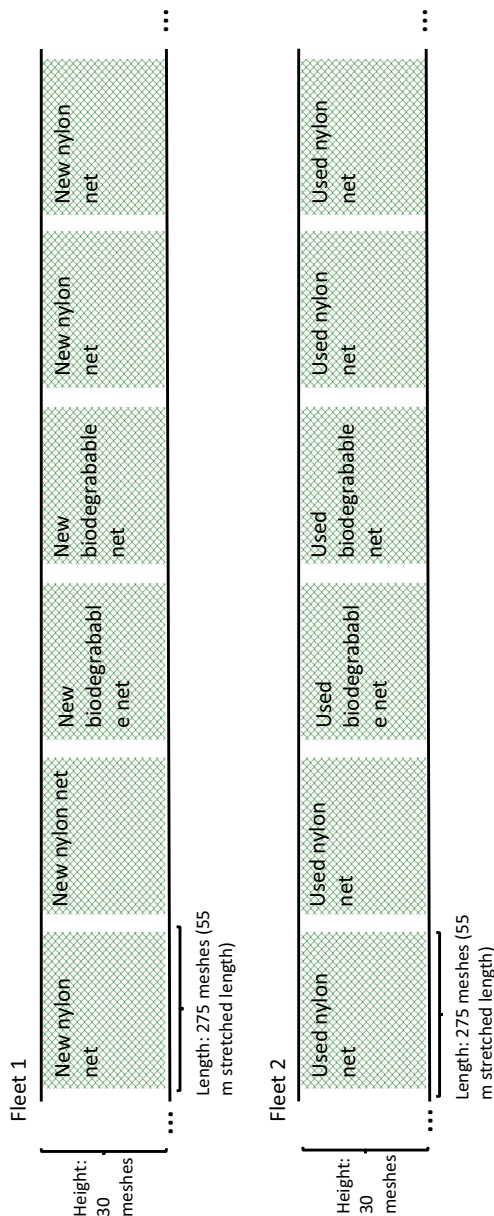 Fleet 1
Height:
30
meshes
New nylon
net
New nylon net
New
biodegrababl
e net
New
biodegrabable
net
New nylon
net
New nylon
net
...
...
Length: 275 meshes (55
m stretched length)
Fleet 2
Height:
30
meshes
Used nylon
net
Used nylon
net
Used
biodegrababl
e net
Used
biodegrabable
net
Used nylon
net
Used nylon
net
...
...
Length: 275 meshes (55
m stretched length)